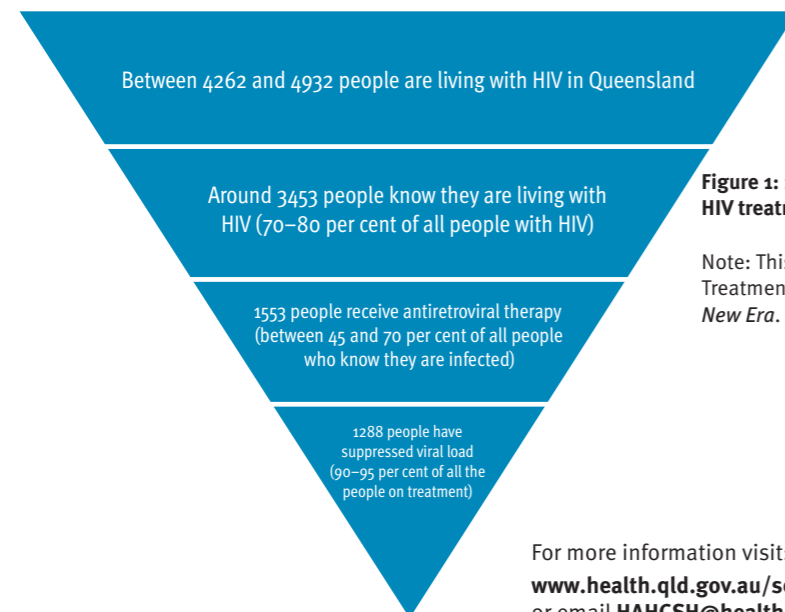 Between 4262 and 4932 people are living with HIV in Queensland
Around 3453 people know they are living with
HIV (70–80 per cent of all people with HIV)
Figure 1:
HIV
Note: This
New Era.
1553 people receive antiretroviral therapy
(between 45 and 70 per cent of all people
who know they are infected)
1288 people have
suppressed viral load
(90–95 per cent of all the
people on treatment)
For more information visit
www.health.qld.gov.au/
or email HAHCSH@health